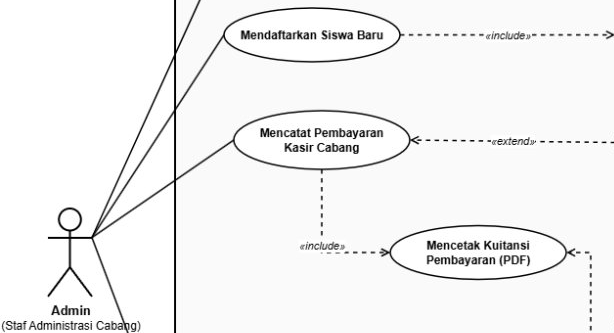 Mendaftarkan Siswa Baru
«include»
Mencatat Pembayaran
Kasir Cabang
«extend»
«include»
Mencetak Kuitansi
Pembayaran (PDF)
Admin
(Staf Administrasi Cabang)